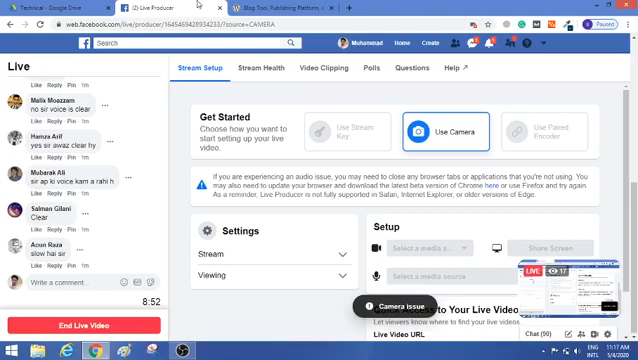 Technical - Google Drive
(2) Live Producer
Blog Tool, Publishing Platform,
web.facebook.com/live/producer/1645469428934233/?source=CAMERA
Paused
Search
Muhammad
Home
Create
Live
Like Reply Pin 1m
Malix Moazzam
no sir voice is clear
Like Reply Pin 1m
Hamza Arif
yes sir awaz clear hy
Like Reply Pin 1m
Mubarak Ali
sir ap ki voice kam a rahi h
Like Reply Pin 1m
Salman Gilani
Clear
Like Reply Pin 1m
Acun Raza
slow hai sir
Like Reply Pin 1m
Write a comment...
8:52
End Live Video
Stream Setup
Stream Health
Video Clipping
Polls
Questions
Help
Get Started
Choose how you want to start setting up your live video.
Use Stream Key
Use Camera
Use Paired Encoder
If you are experiencing an audio issue, you may need to close any browser tabs or applications that you're not using. You
may also need to update your browser and download the latest beta version of Chrome here or use Firefox and try again.
As a reminder, Live Producer is not fully supported in Safari, Internet Explorer, or older versions of Edge.
Settings
Stream
Viewing
Setup
Select a media s...
Share Screen
Select a media source
LIVE
17
Camera issue
Quick Access to Your Live Video
Let viewers know where to find your live video.
Live Video URL
Chat (90)
ENG
INTL
11:17 AM
5/4/2020